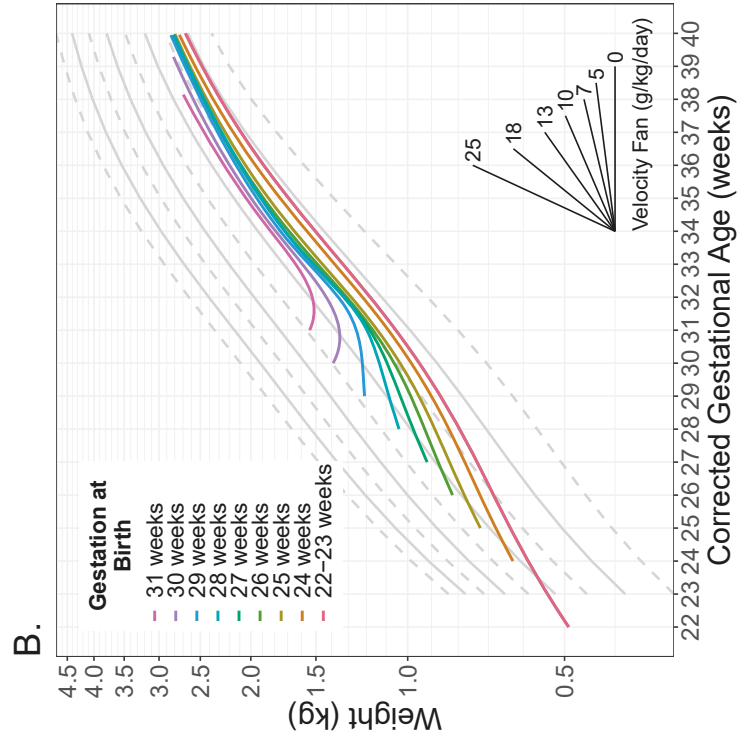 B.
Weight (kg)
4.5
4.0
3.5
3.0
2.5
2.0
1.5
1.0
0.5
Gestation at
Birth
31 weeks
30 weeks
29 weeks
28 weeks
27 weeks
26 weeks
25 weeks
24 weeks
22–23 weeks
25
18
13
10
7
5
0
Velocity Fan (g/kg/day)
22 23 24 25 26 27 28 29 30 31 32 33 34 35 36 37 38 39 40
Corrected Gestational Age (weeks)